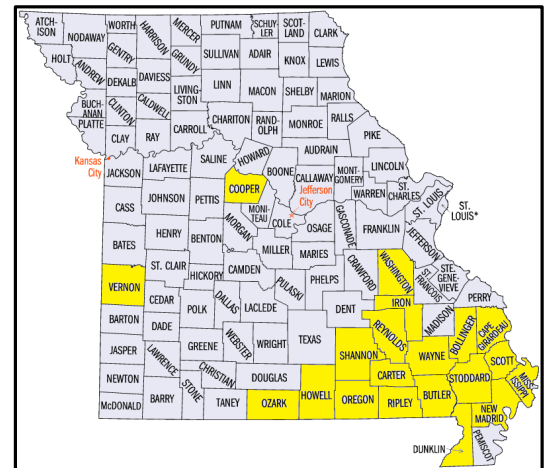 ATCH-
ISON
NODAWAY
WORTH
HARRISON
MERCER
PUTNAM
SCHUY-
LER
SCOT-
LAND
CLARK
HOLT
ANDREW
GENTRY
GRUNDY
SULLIVAN
ADAIR
KNOX
LEWIS
DEKALB
DAVIESS
LIVING-
STON
LINN
MACON
SHELBY
MARION
BUCH-
ANAN
CLINTON
CALDWELL
CHARITON
RAND-
OLPH
MONROE
RALLS
PLATTE
CLAY
RAY
CARROLL
PIKE
AUDRAIN
Kansas
City
JACKSON
LAFAYETTE
SALINE
HOWARD
BOONE
CALLAWAY
MONT-
GOMERY
LINCOLN
COOPER
Jefferson
City
WARREN
ST.
CHARLES
ST. LOUIS
ST.
LOUIS*
CASS
JOHNSON
PETTIS
MONI-
TEAU
COLE
OSAGE
GASCONADE
FRANKLIN
JEFFERSON
BATES
HENRY
BENTON
MORGAN
MILLER
MARIES
CRAWFORD
WASHINGTON
ST.
FRANCOIS
STE.
GENEVIEVE
VERNON
ST. CLAIR
HICKORY
CAMDEN
PULASKI
PHELPS
IRON
PERRY
CEDAR
POLK
DALLAS
LACLEDE
DENT
REYNOLDS
MADISON
BOLLINGER
CAPE
GIRARDEAU
BARTON
DADE
GREENE
WEBSTER
WRIGHT
TEXAS
SHANNON
WAYNE
SCOTT
JASPER
LAWRENCE
CHRISTIAN
DOUGLAS
CARTER
STODDARD
MISS-
ISSIPPI
NEWTON
STONE
HOWELL
OREGON
RIPLEY
BUTLER
NEW
MADRID
McDONALD
BARRY
TANEY
OZARK
DUNKLIN
PEMISCOT